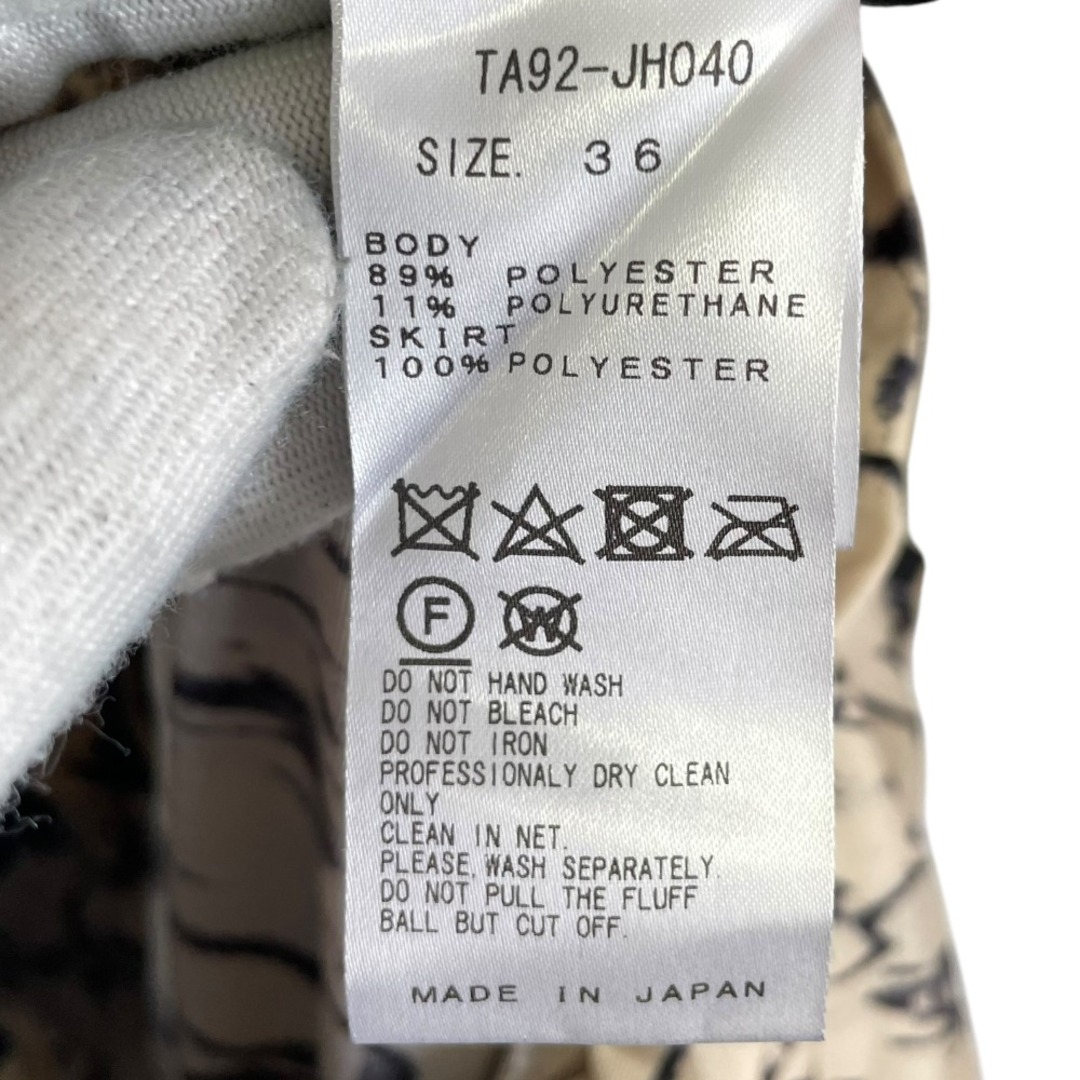 TA92-JH040
SIZE. 36
BODY
89% POLYESTER
11% POLYURETHANE
SKIRT
100% POLYESTER
F W
DO NOT HAND WASH
DO NOT BLEACH
DO NOT IRON
PROFESSIONALY DRY CLEAN
ONLY
CLEAN IN NET.
PLEASE, WASH SEPARATELY.
DO NOT PULL THE FLUFF
BALL BUT CUT OFF.
MADE IN JAPAN